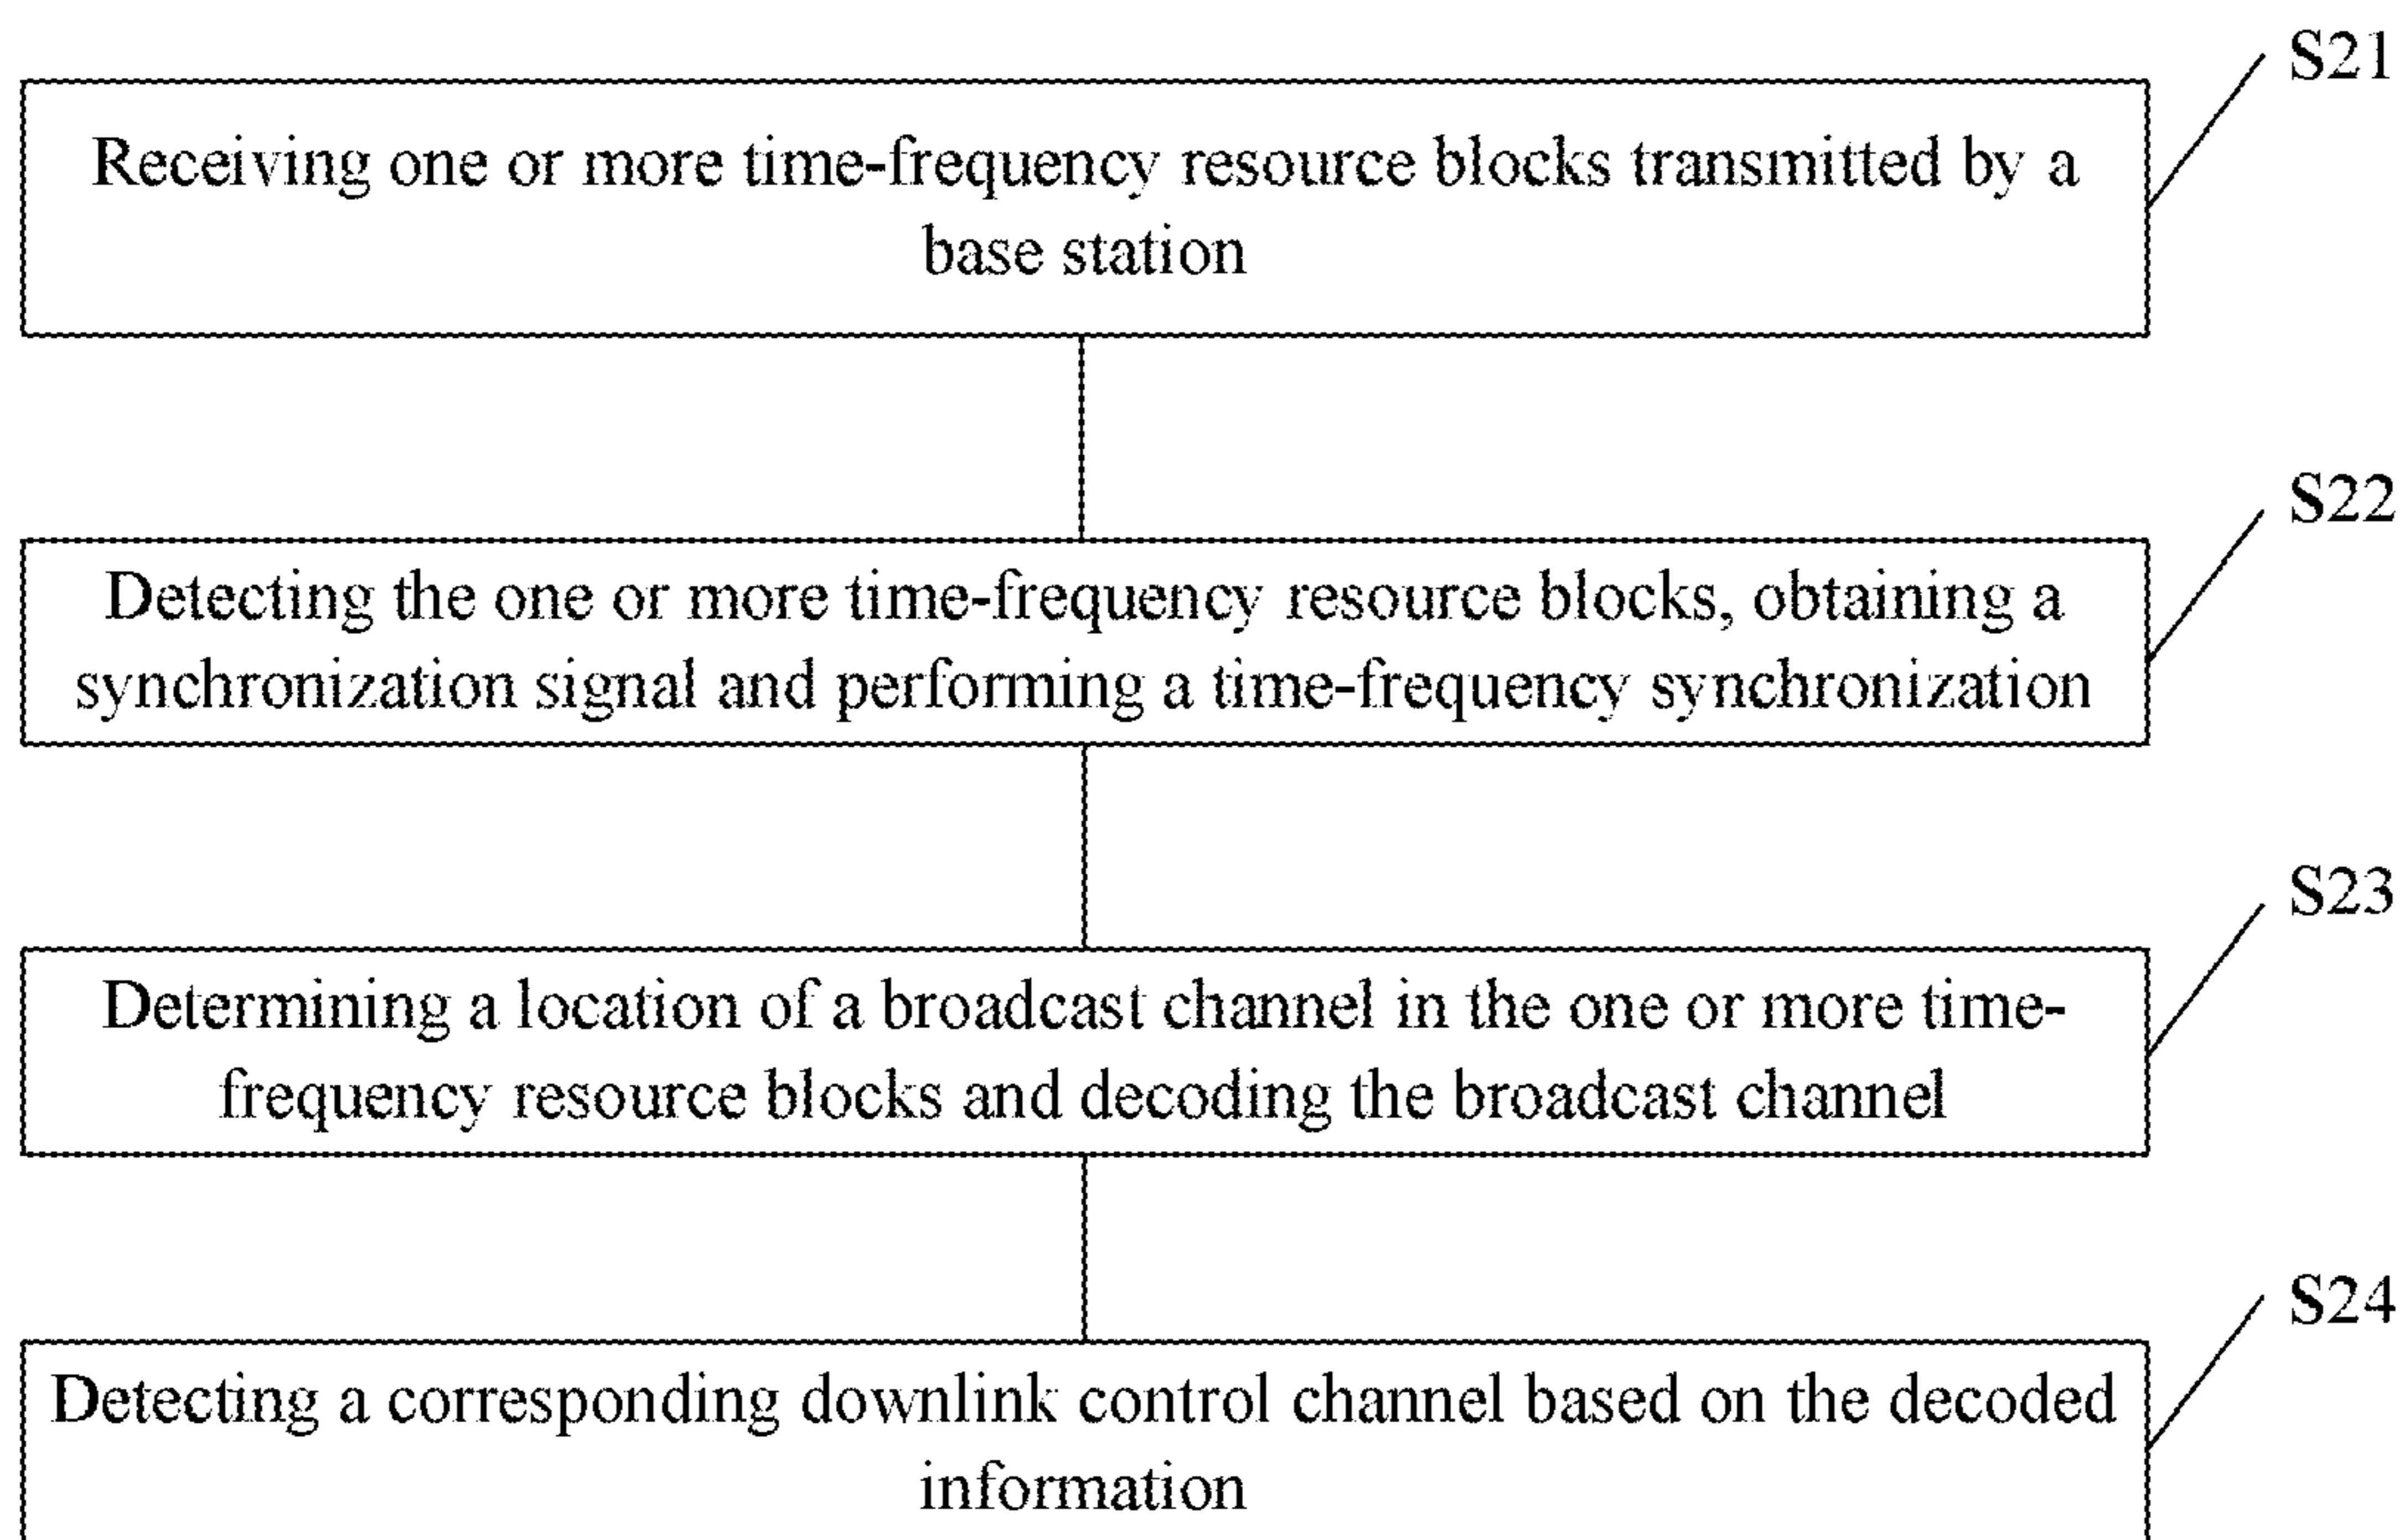 S21
Receiving one or more time-frequency resource blocks transmitted by a
base station
S22
Detecting the one or more time-frequency resource blocks, obtaining a
synchronization signal and performing a time-frequency synchronization
S23
Determining a location of a broadcast channel in the one or more time-
frequency resource blocks and decoding the broadcast channel
S24
Detecting a corresponding downlink control channel based on the decoded
information